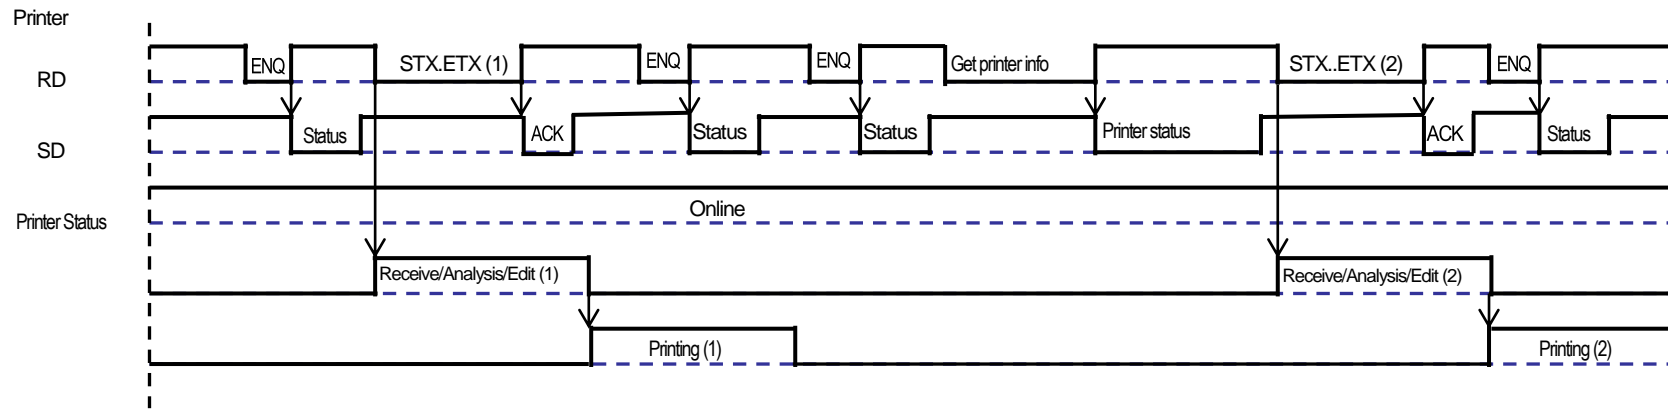 Printer
RD
ENQ
STX.ETX (1)
ENQ
ENQ
Get printer info
STX..ETX (2)
ENQ
SD
Status
ACK
Status
Status
Printer status
ACK
Status
Printer Status
Online
Receive/Analysis/Edit (1)
Receive/Analysis/Edit (2)
Printing (1)
Printing (2)